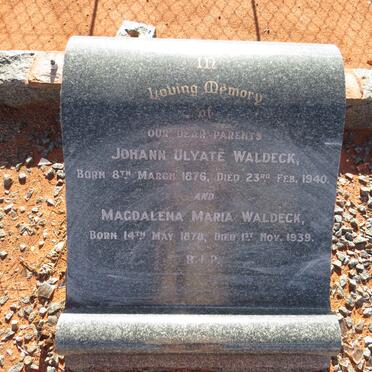 In
Loving Memory
of
OUR DEAR PARENTS
JOHANN ULYATE WALDECK,
BORN 8TH MARCH 1876, DIED 23RD FEB. 1940.
AND
MAGDALENA MARIA WALDECK,
BORN 14TH MAY 1878, DIED 1ST NOV. 1939.
R.I.P.